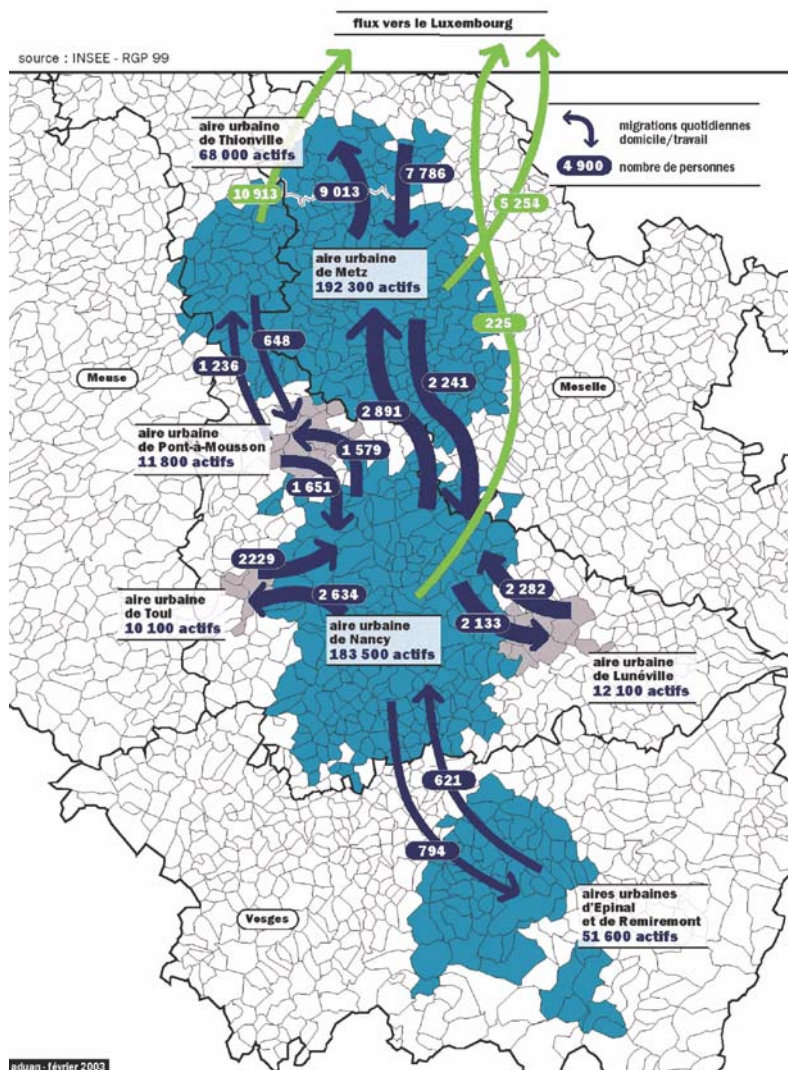 flux vers le Luxembourg
source : INSEE - RGP 99
migrations quotidiennes
domicile/travail
4 900 nombre de personnes
aire urbaine
de Thionville
68 000 actifs
10 913
9 013
7 786
5 254
aire urbaine
de Metz
192 300 actifs
225
648
1 236
2 241
Meuse
Moselle
2 891
aire urbaine
de Pont-à-Mousson
11 800 actifs
1 579
1 651
2229
2 282
2 634
2 133
aire urbaine
de Toul
10 100 actifs
aire urbaine
de Nancy
183 500 actifs
aire urbaine
de Lunéville
12 100 actifs
621
794
aires urbaines
d'Epinal
et de Remiremont
51 600 actifs
Vosges
aduan - février 2003